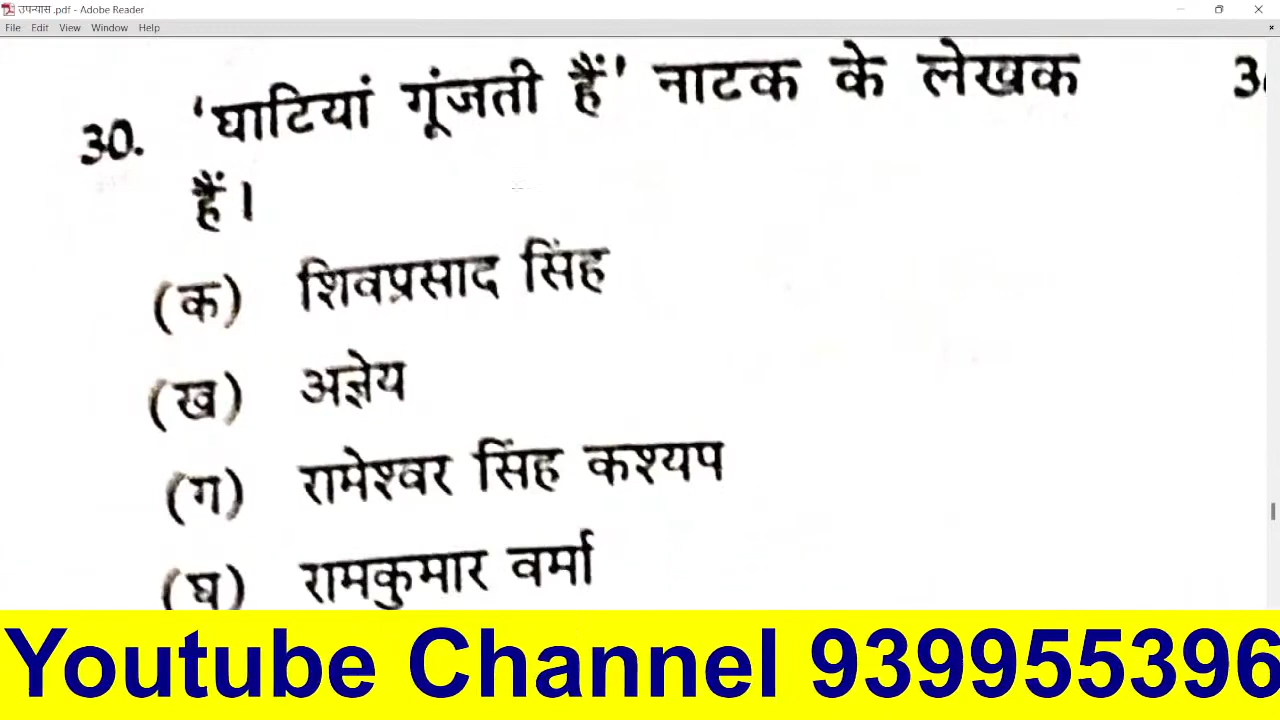 उपन्यास .pdf - Adobe Reader
File Edit View Window Help
30. 'घाटियां गूंजती हैं' नाटक के लेखक
हैं।
(क) शिवप्रसाद सिंह
(ख) अज्ञेय
(ग) रामेश्वर सिंह कश्यप
(घ) रामकुमार वर्मा
Youtube Channel 939955396